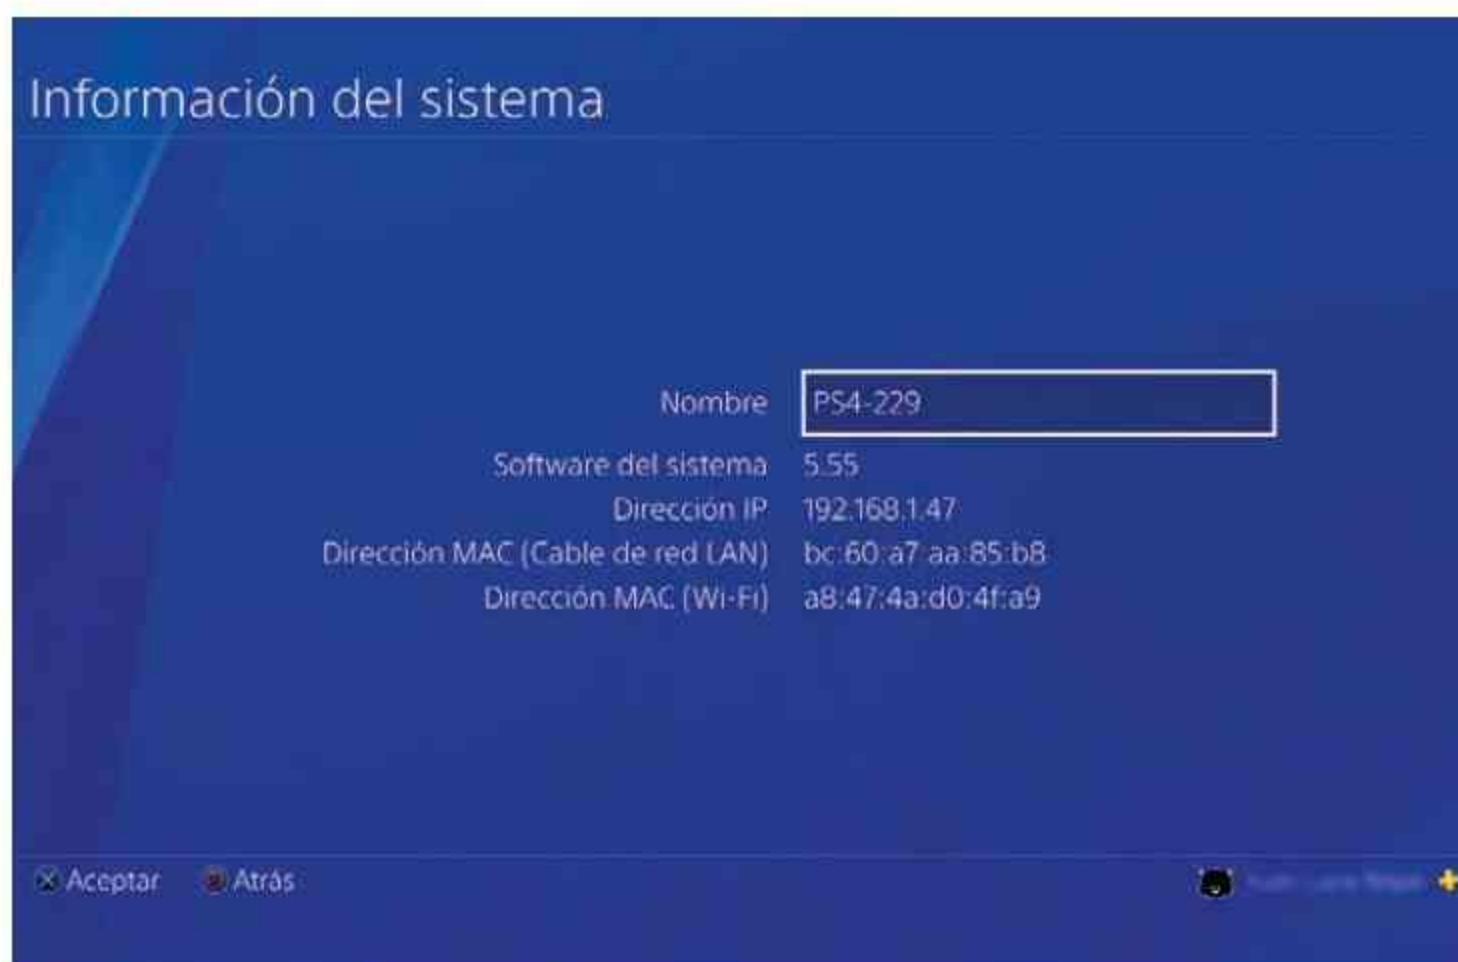 Información del sistema
Nombre PS4-229
Software del sistema 5.55
Dirección IP 192.168.1.47
Dirección MAC (Cable de red LAN) bc:60:a7:aa:85:b8
Dirección MAC (Wi-Fi) a8:47:4a:d0:4f:a9
Aceptar Atrás